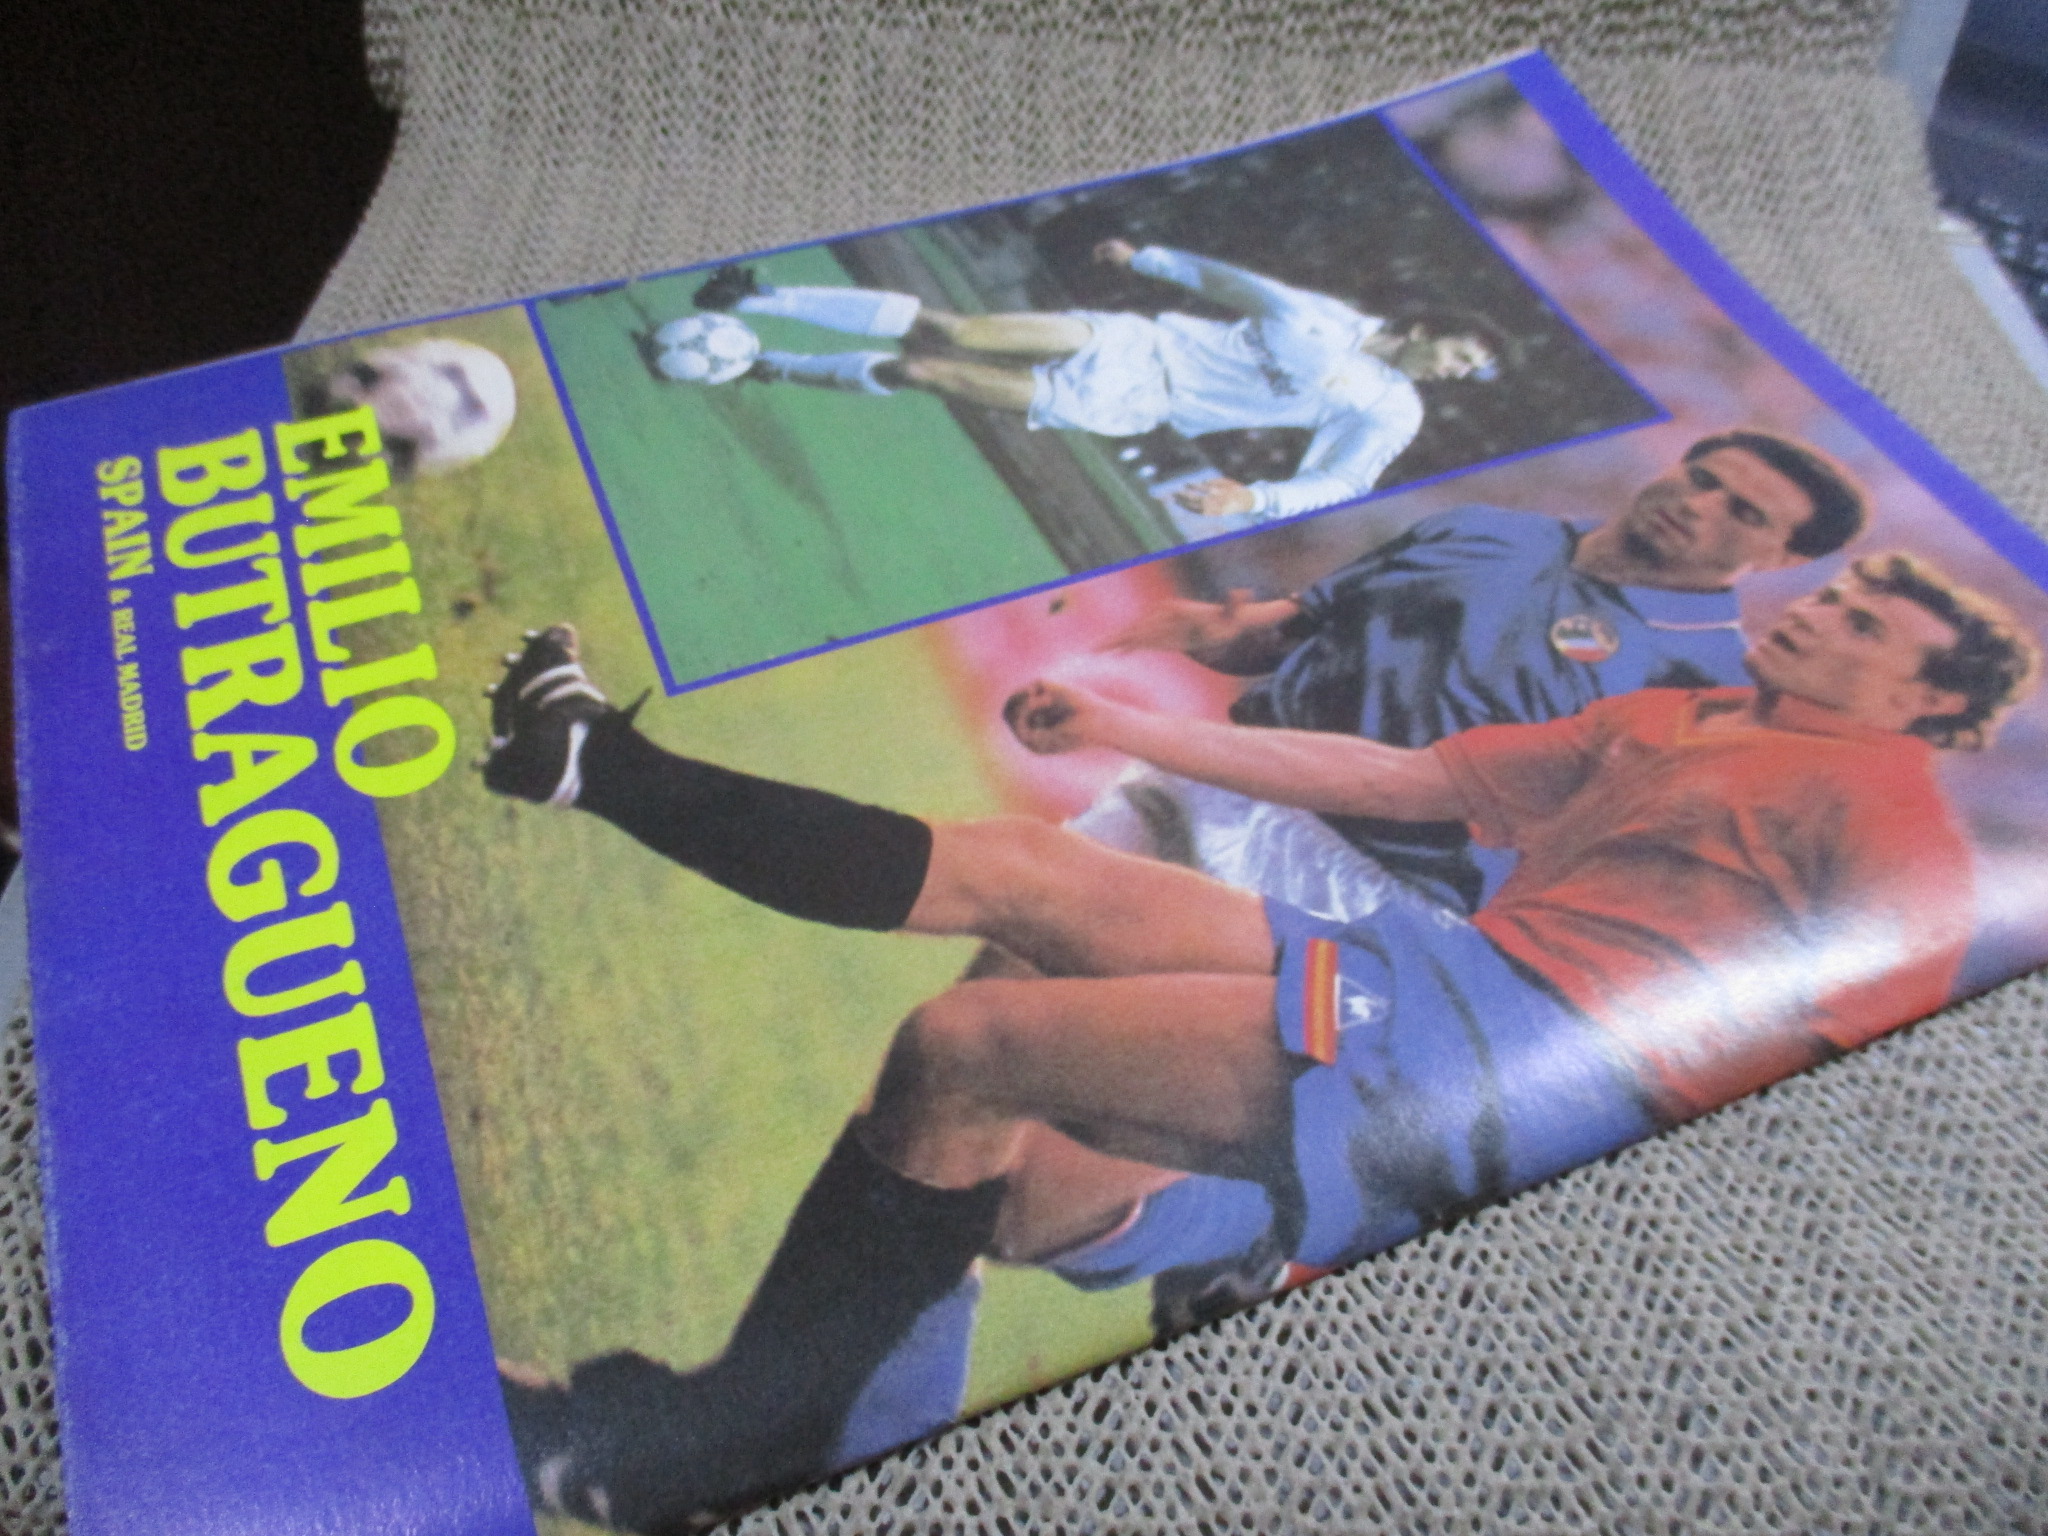 EMILIO
BUTRAGUENO
SPAIN & REAL MADRID